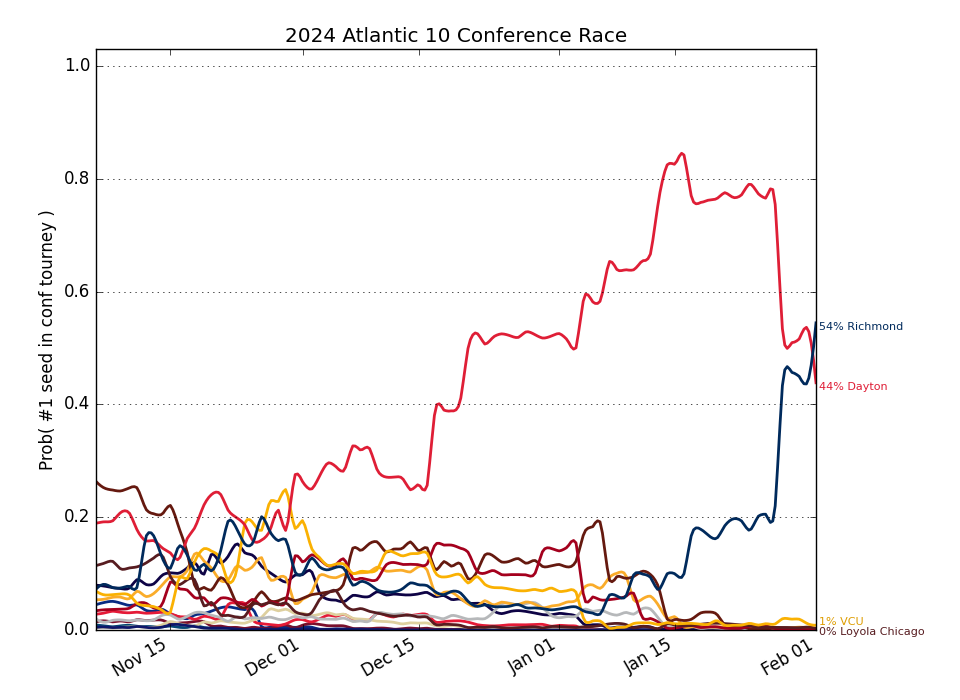 2024 Atlantic 10 Conference Race
Prob( #1 seed in conf tourney )
1.0
0.8
0.6
0.4
0.2
0.0
54% Richmond
44% Dayton
1% VCU
0% Loyola Chicago
Nov 15
Dec 01
Dec 15
Jan 01
Jan 15
Feb 01